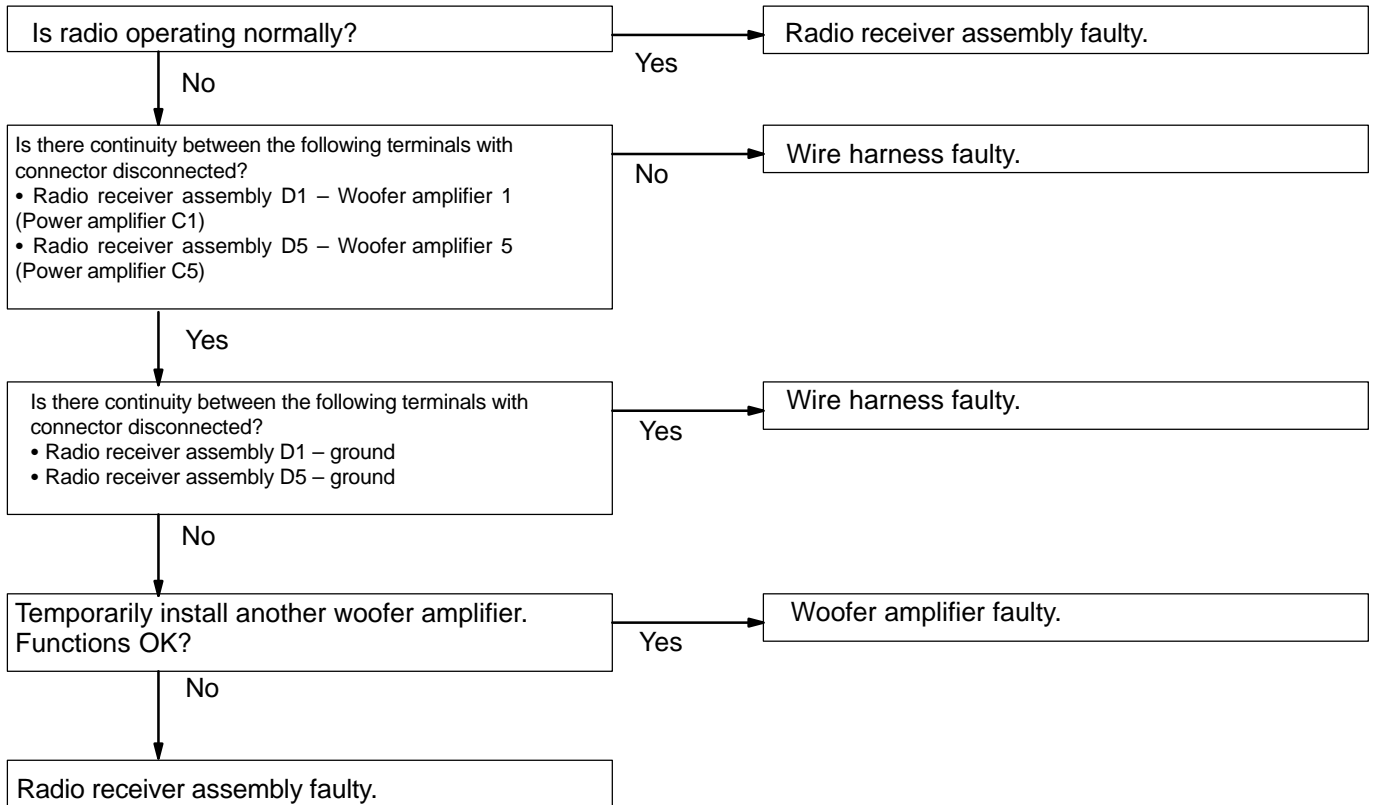 Is radio operating normally?
Radio receiver assembly faulty.
Yes
No
Is there continuity between the following terminals with
connector disconnected?
• Radio receiver assembly D1 – Woofer amplifier 1
(Power amplifier C1)
• Radio receiver assembly D5 – Woofer amplifier 5
(Power amplifier C5)
Wire harness faulty.
No
Yes
Is there continuity between the following terminals with
connector disconnected?
• Radio receiver assembly D1 – ground
• Radio receiver assembly D5 – ground
Wire harness faulty.
Yes
No
Temporarily install another woofer amplifier.
Functions OK?
Woofer amplifier faulty.
Yes
No
Radio receiver assembly faulty.